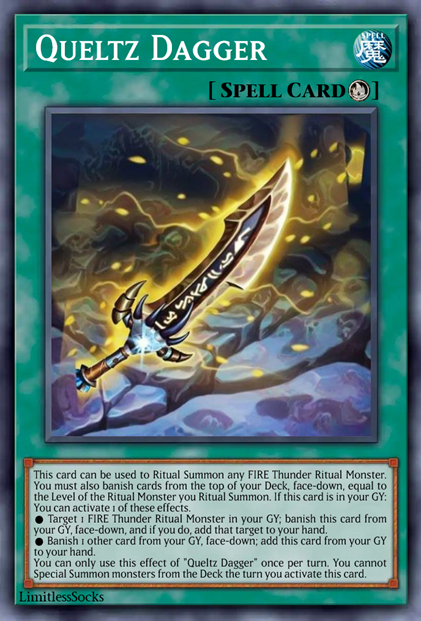 Queltz Dagger
SPELL
魔
[ Spell Card ]
This card can be used to Ritual Summon any FIRE Thunder Ritual Monster.
You must also banish cards from the top of your Deck, face-down, equal to
the Level of the Ritual Monster you Ritual Summon. If this card is in your GY:
You can activate 1 of these effects.
● Target 1 FIRE Thunder Ritual Monster in your GY; banish this card from
your GY, face-down, and if you do, add that target to your hand.
● Banish 1 other card from your GY, face-down; add this card from your GY
to your hand.
You can only use this effect of "Queltz Dagger" once per turn. You cannot
Special Summon monsters from the Deck the turn you activate this card.
LimitlessSocks